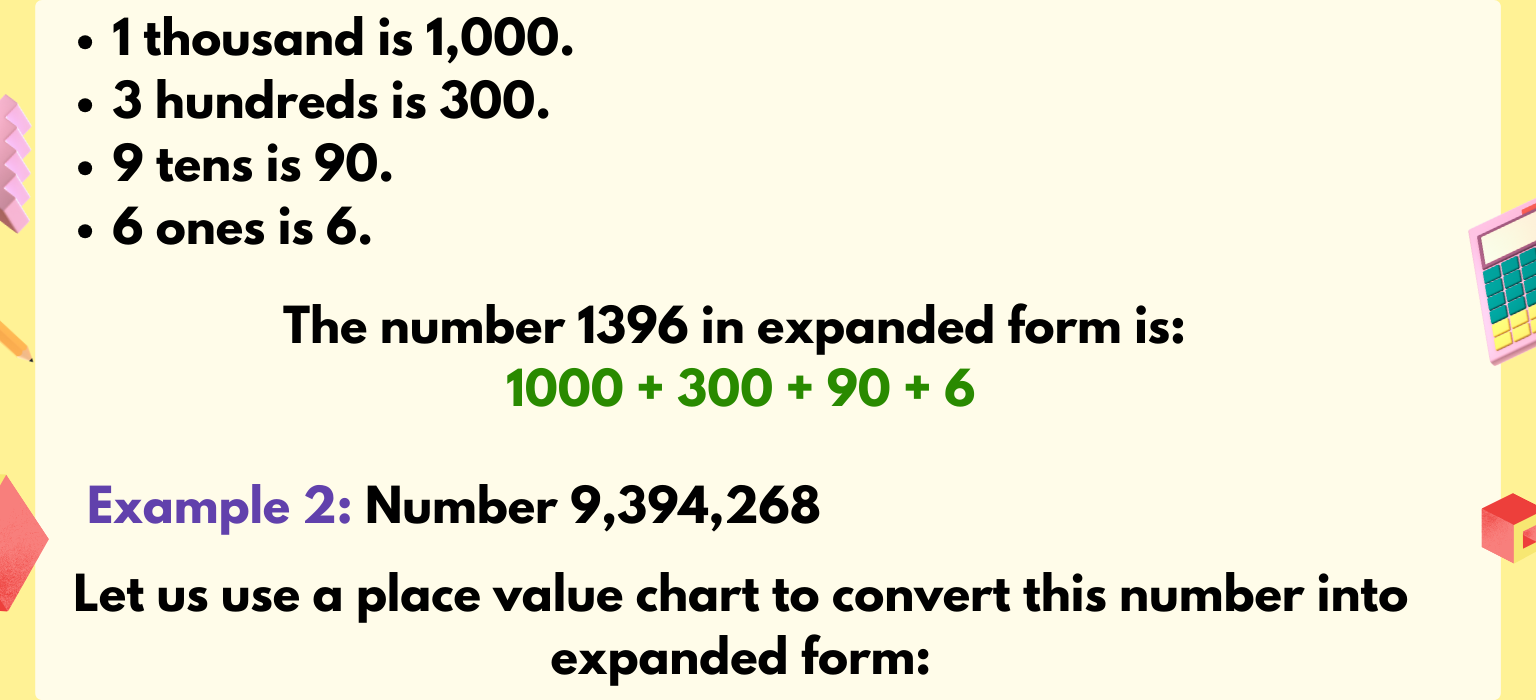 • 1 thousand is 1,000.
• 3 hundreds is 300.
• 9 tens is 90.
• 6 ones is 6.
The number 1396 in expanded form is:
1000 + 300 + 90 + 6
Example 2: Number 9,394,268
Let us use a place value chart to convert this number into
expanded form: